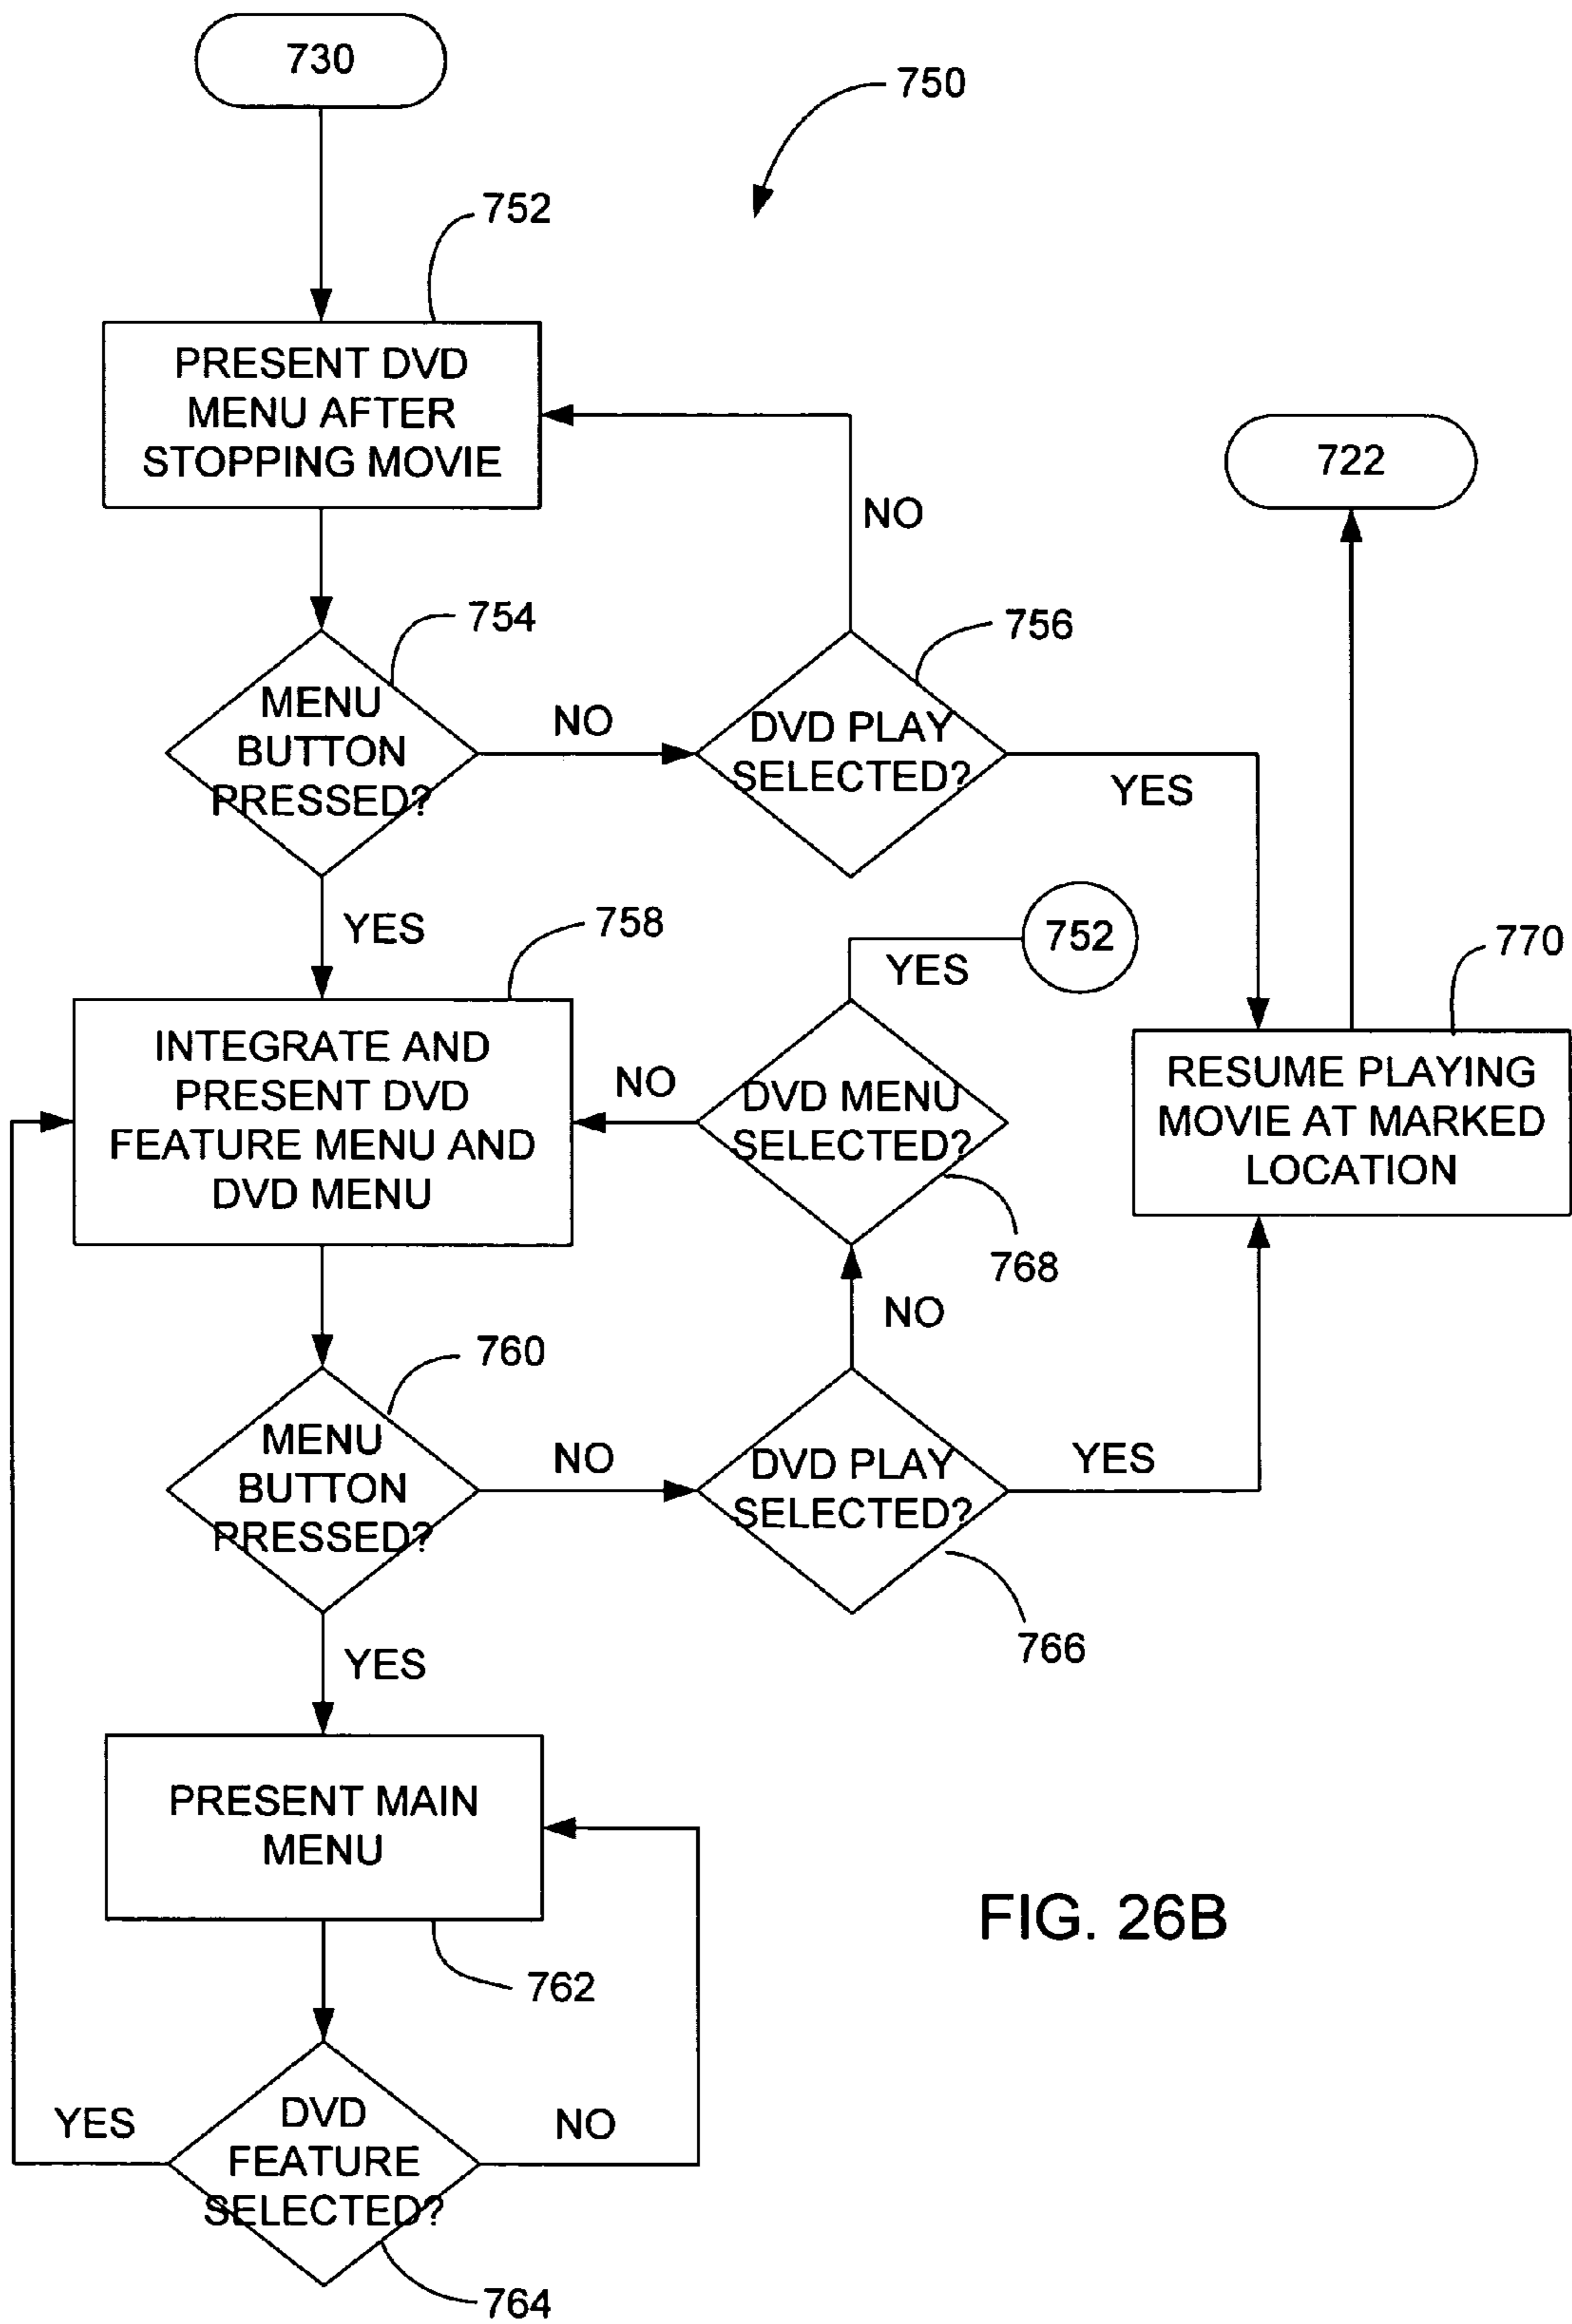 730
750
752
PRESENT DVD
MENU AFTER
STOPPING MOVIE
722
NO
754
756
MENU
BUTTON
PRESSED?
NO
DVD PLAY
SELECTED?
YES
YES
758
752
YES
770
INTEGRATE AND
PRESENT DVD
FEATURE MENU AND
DVD MENU
NO
DVD MENU
SELECTED?
RESUME PLAYING
MOVIE AT MARKED
LOCATION
768
NO
760
MENU
BUTTON
PRESSED?
NO
DVD PLAY
SELECTED?
YES
766
YES
PRESENT MAIN
MENU
FIG. 26B
762
YES
DVD
FEATURE
SELECTED?
NO
764